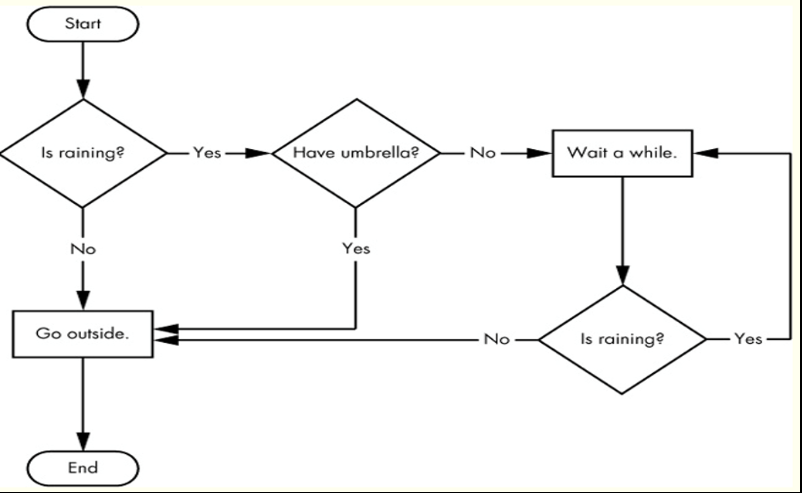 Start
Is raining?
Yes
Have umbrella?
No
Wait a while.
No
Yes
Go outside.
No
Is raining?
Yes
End